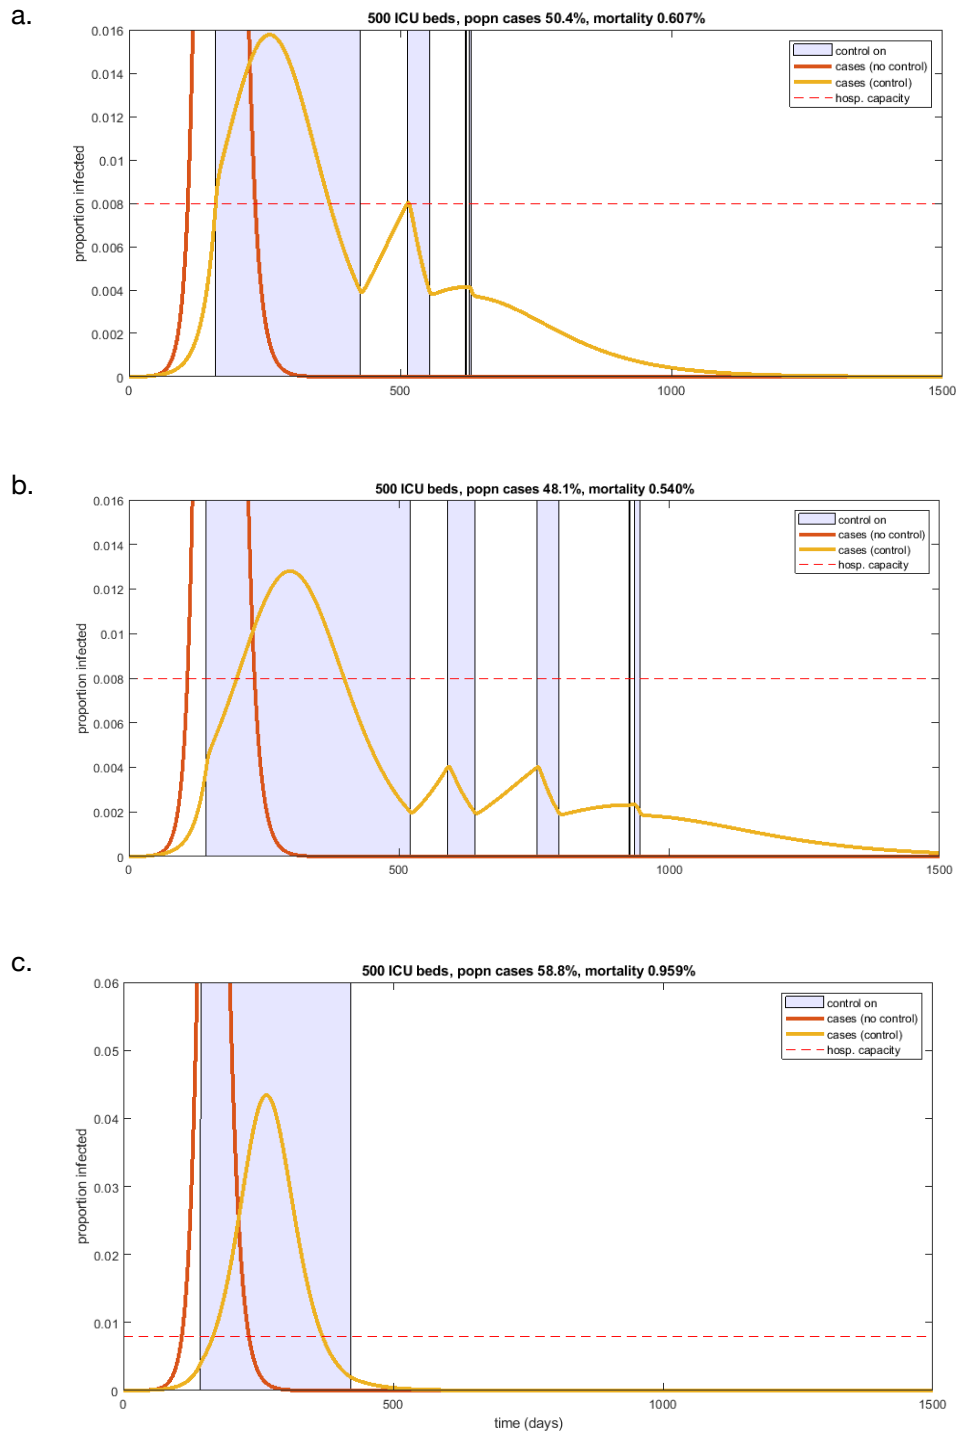 a.
500 ICU beds, popn cases 50.4%, mortality 0.607%
0.016
0.014
0.012
0.01
0.008
0.006
0.004
0.002
0
proportion infected
control on
cases (no control)
cases (control)
hosp. capacity
0 500 1000 1500
b.
500 ICU beds, popn cases 48.1%, mortality 0.540%
0.016
0.014
0.012
0.01
0.008
0.006
0.004
0.002
0
proportion infected
control on
cases (no control)
cases (control)
hosp. capacity
0 500 1000 1500
c.
500 ICU beds, popn cases 58.8%, mortality 0.959%
0.06
0.05
0.04
0.03
0.02
0.01
0
proportion infected
control on
cases (no control)
cases (control)
hosp. capacity
0 500 1000 1500
time (days)